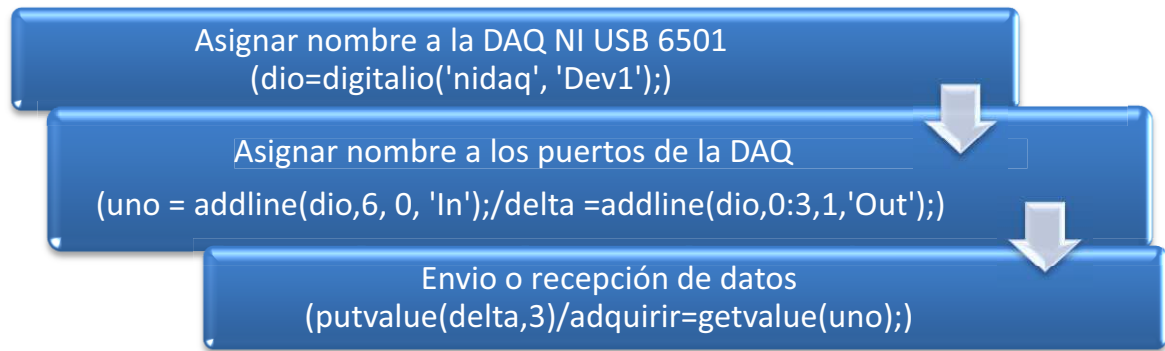 Asignar nombre a la DAQ NI USB 6501
(dio=digitalio('nidaq', 'Dev1');)
Asignar nombre a los puertos de la DAQ
(uno = addline(dio,6, 0, 'In');/delta =addline(dio,0:3,1,'Out');)
Envio o recepción de datos
(putvalue(delta,3)/adquirir=getvalue(uno);)